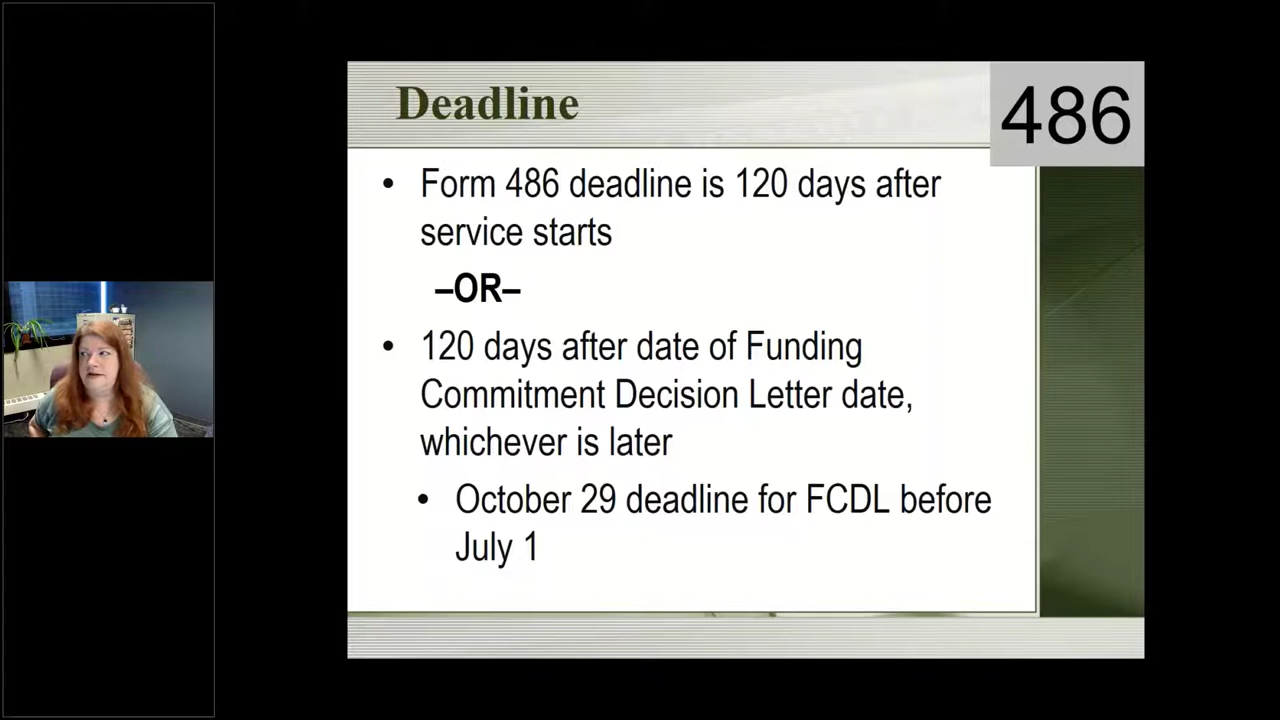 Deadline
486
• Form 486 deadline is 120 days after
service starts
–OR–
• 120 days after date of Funding
Commitment Decision Letter date,
whichever is later
• October 29 deadline for FCDL before
July 1